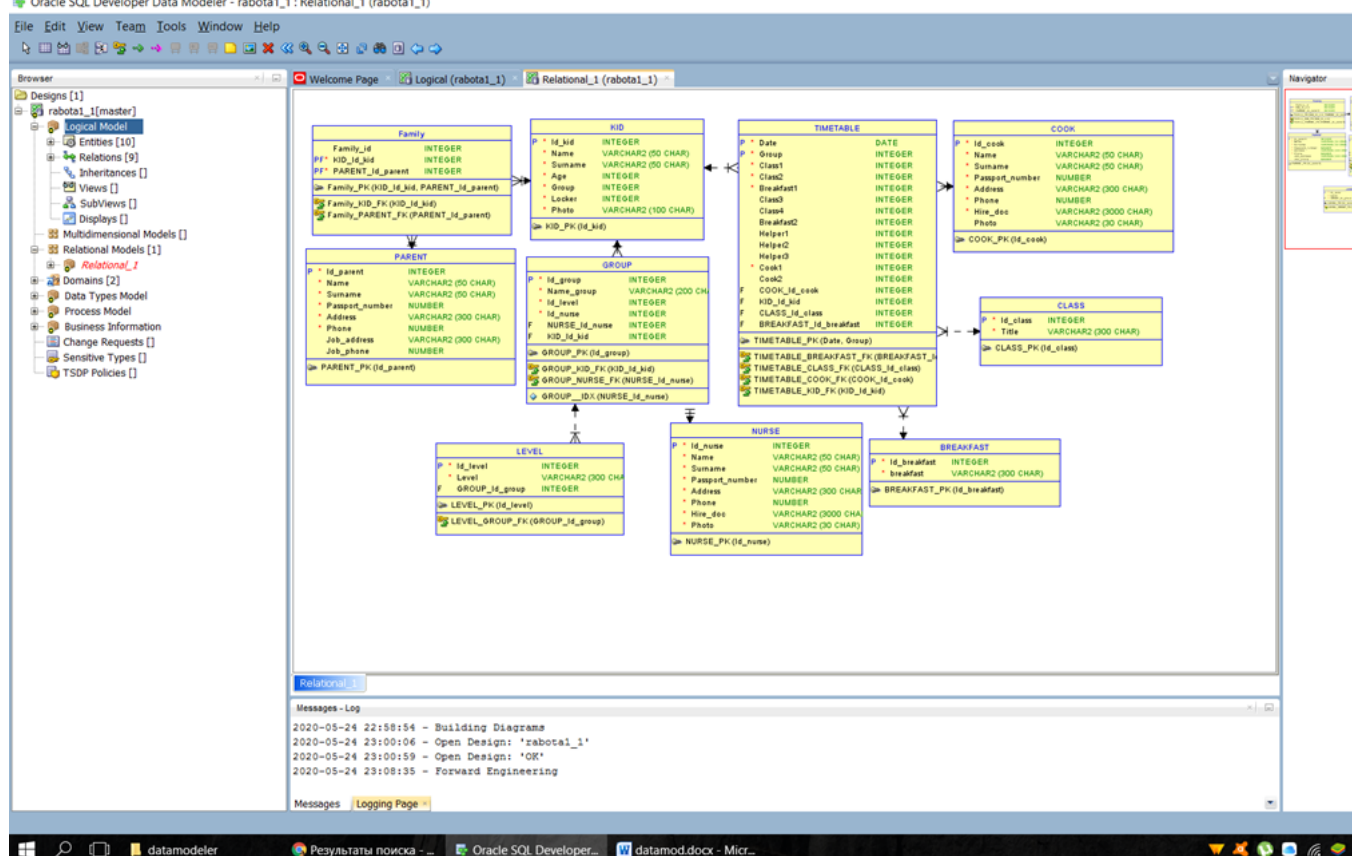 Oracle SQL Developer Data Modeler - rabota1_1 : Relational_1 (rabota1_1)
File Edit View Team Tools Window Help
Browser
Designs [1]
rabota1_1[master]
Logical Model
Entities [10]
Relations [9]
Inheritances []
Views []
SubViews []
Displays []
Multidimensional Models []
Relational Models [1]
Relational_1
Domains [2]
Data Types Model
Process Model
Business Information
Change Requests []
Sensitive Types []
TSDP Policies []
Welcome Page
Logical (rabota1_1)
Relational_1 (rabota1_1)
Navigator
Family
Family_id INTEGER
PF* KID_Id_kid INTEGER
PF* PARENT_Id_parent INTEGER
Family_PK (KID_Id_kid, PARENT_Id_parent)
Family_KID_FK (KID_Id_kid)
Family_PARENT_FK (PARENT_Id_parent)
KID
P * Id_kid INTEGER
* Name VARCHAR2 (50 CHAR)
* Surname VARCHAR2 (50 CHAR)
* Age INTEGER
* Group INTEGER
* Locker INTEGER
* Photo VARCHAR2 (100 CHAR)
KID_PK (Id_kid)
TIMETABLE
P * Date DATE
P * Group INTEGER
* Class1 INTEGER
* Class2 INTEGER
* Breakfast1 INTEGER
Class3 INTEGER
Class4 INTEGER
Breakfast2 INTEGER
Helper1 INTEGER
Helper2 INTEGER
Helper3 INTEGER
* Cook1 INTEGER
Cook2 INTEGER
F COOK_Id_cook INTEGER
F KID_Id_kid INTEGER
F CLASS_Id_class INTEGER
F BREAKFAST_Id_breakfast INTEGER
TIMETABLE_PK (Date, Group)
TIMETABLE_BREAKFAST_FK (BREAKFAST_I
TIMETABLE_CLASS_FK (CLASS_Id_class)
TIMETABLE_COOK_FK (COOK_Id_cook)
TIMETABLE_KID_FK (KID_Id_kid)
COOK
P * Id_cook INTEGER
* Name VARCHAR2 (50 CHAR)
* Surname VARCHAR2 (50 CHAR)
* Passport_number NUMBER
* Address VARCHAR2 (300 CHAR)
* Phone NUMBER
* Hire_doc VARCHAR2 (3000 CHAR)
Photo VARCHAR2 (30 CHAR)
COOK_PK (Id_cook)
PARENT
P * Id_parent INTEGER
* Name VARCHAR2 (50 CHAR)
* Surname VARCHAR2 (50 CHAR)
* Passport_number NUMBER
* Address VARCHAR2 (300 CHAR)
* Phone NUMBER
Job_address VARCHAR2 (300 CHAR)
Job_phone NUMBER
PARENT_PK (Id_parent)
GROUP
P * Id_group INTEGER
* Name_group VARCHAR2 (200 CH
* Id_level INTEGER
* Id_nurse INTEGER
F NURSE_Id_nurse INTEGER
F KID_Id_kid INTEGER
GROUP_PK (Id_group)
GROUP_KID_FK (KID_Id_kid)
GROUP_NURSE_FK (NURSE_Id_nurse)
GROUP__IDX (NURSE_Id_nurse)
CLASS
P * Id_class INTEGER
* Title VARCHAR2 (300 CHAR)
CLASS_PK (Id_class)
LEVEL
P * Id_level INTEGER
* Level VARCHAR2 (300 CHA
F GROUP_Id_group INTEGER
LEVEL_PK (Id_level)
LEVEL_GROUP_FK (GROUP_Id_group)
NURSE
P * Id_nurse INTEGER
* Name VARCHAR2 (50 CHAR)
* Surname VARCHAR2 (50 CHAR)
* Passport_number NUMBER
* Address VARCHAR2 (300 CHAR
* Phone NUMBER
* Hire_doc VARCHAR2 (3000 CHA
* Photo VARCHAR2 (30 CHAR)
NURSE_PK (Id_nurse)
BREAKFAST
P * Id_breakfast INTEGER
* breakfast VARCHAR2 (300 CHAR)
BREAKFAST_PK (Id_breakfast)
Relational_1
Messages - Log
2020-05-24 22:58:54 - Building Diagrams
2020-05-24 23:00:06 - Open Design: 'rabota1_1'
2020-05-24 23:00:59 - Open Design: 'OK'
2020-05-24 23:08:35 - Forward Engineering
Messages Logging Page
datamodeler
Результаты поиска - ...
Oracle SQL Developer...
datamod.docx - Micr...